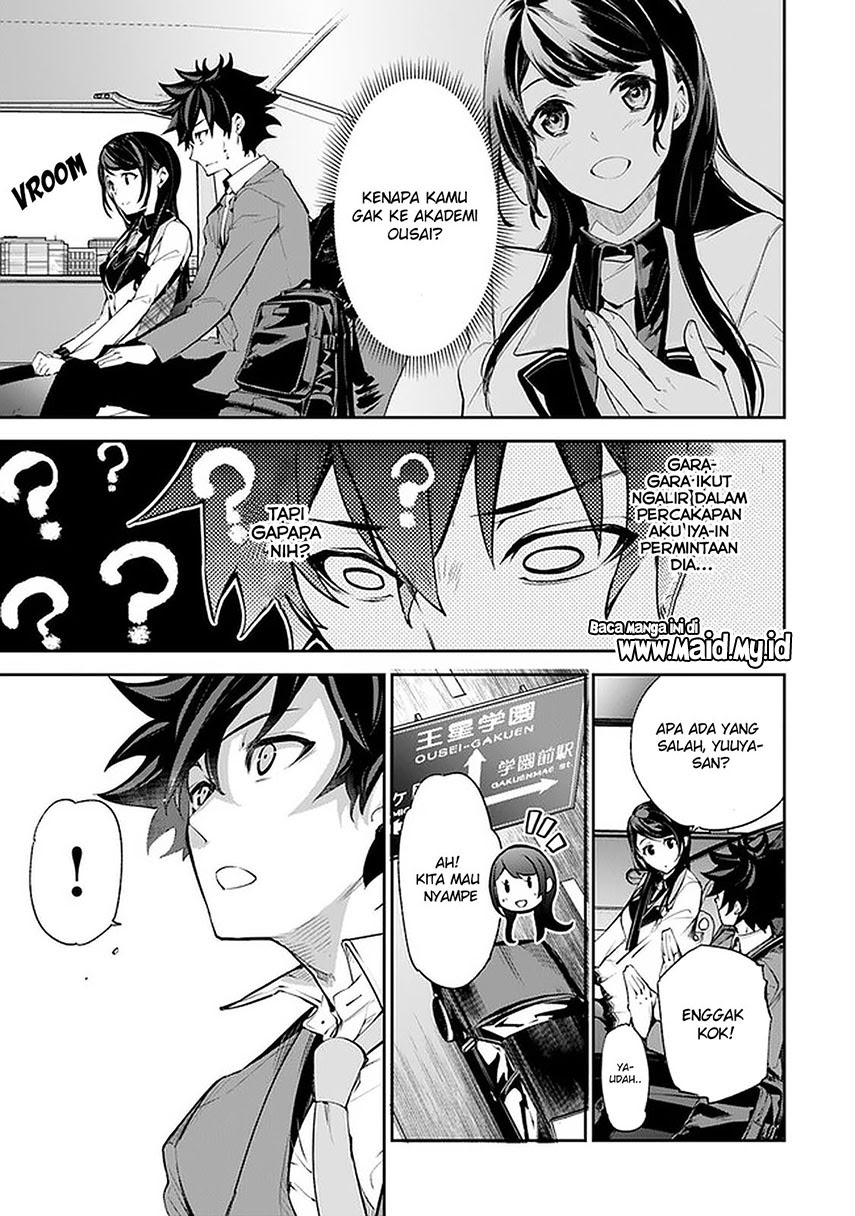 KENAPA KAMU
GAK KE AKADEMI
OUSAI?
VROOM
GARA-
GARA IKUT
NGALIR DALAM
PERCAKAPAN
AKU IYA-IN
PERMINTAAN
DIA...
TAPI
GAPAPA
NIH?
?
?
?
?
?
?
Baca manga ini di
www.Maid.My.id
APA ADA YANG
SALAH, YUUYA-
SAN?
ENGGAK
KOK!
YA-
UDAH..
王星学園
OUSEI-GAKUEN
学園前駅
GAKUENMAE st.
AH!
KITA MAU
NYAMPE
!